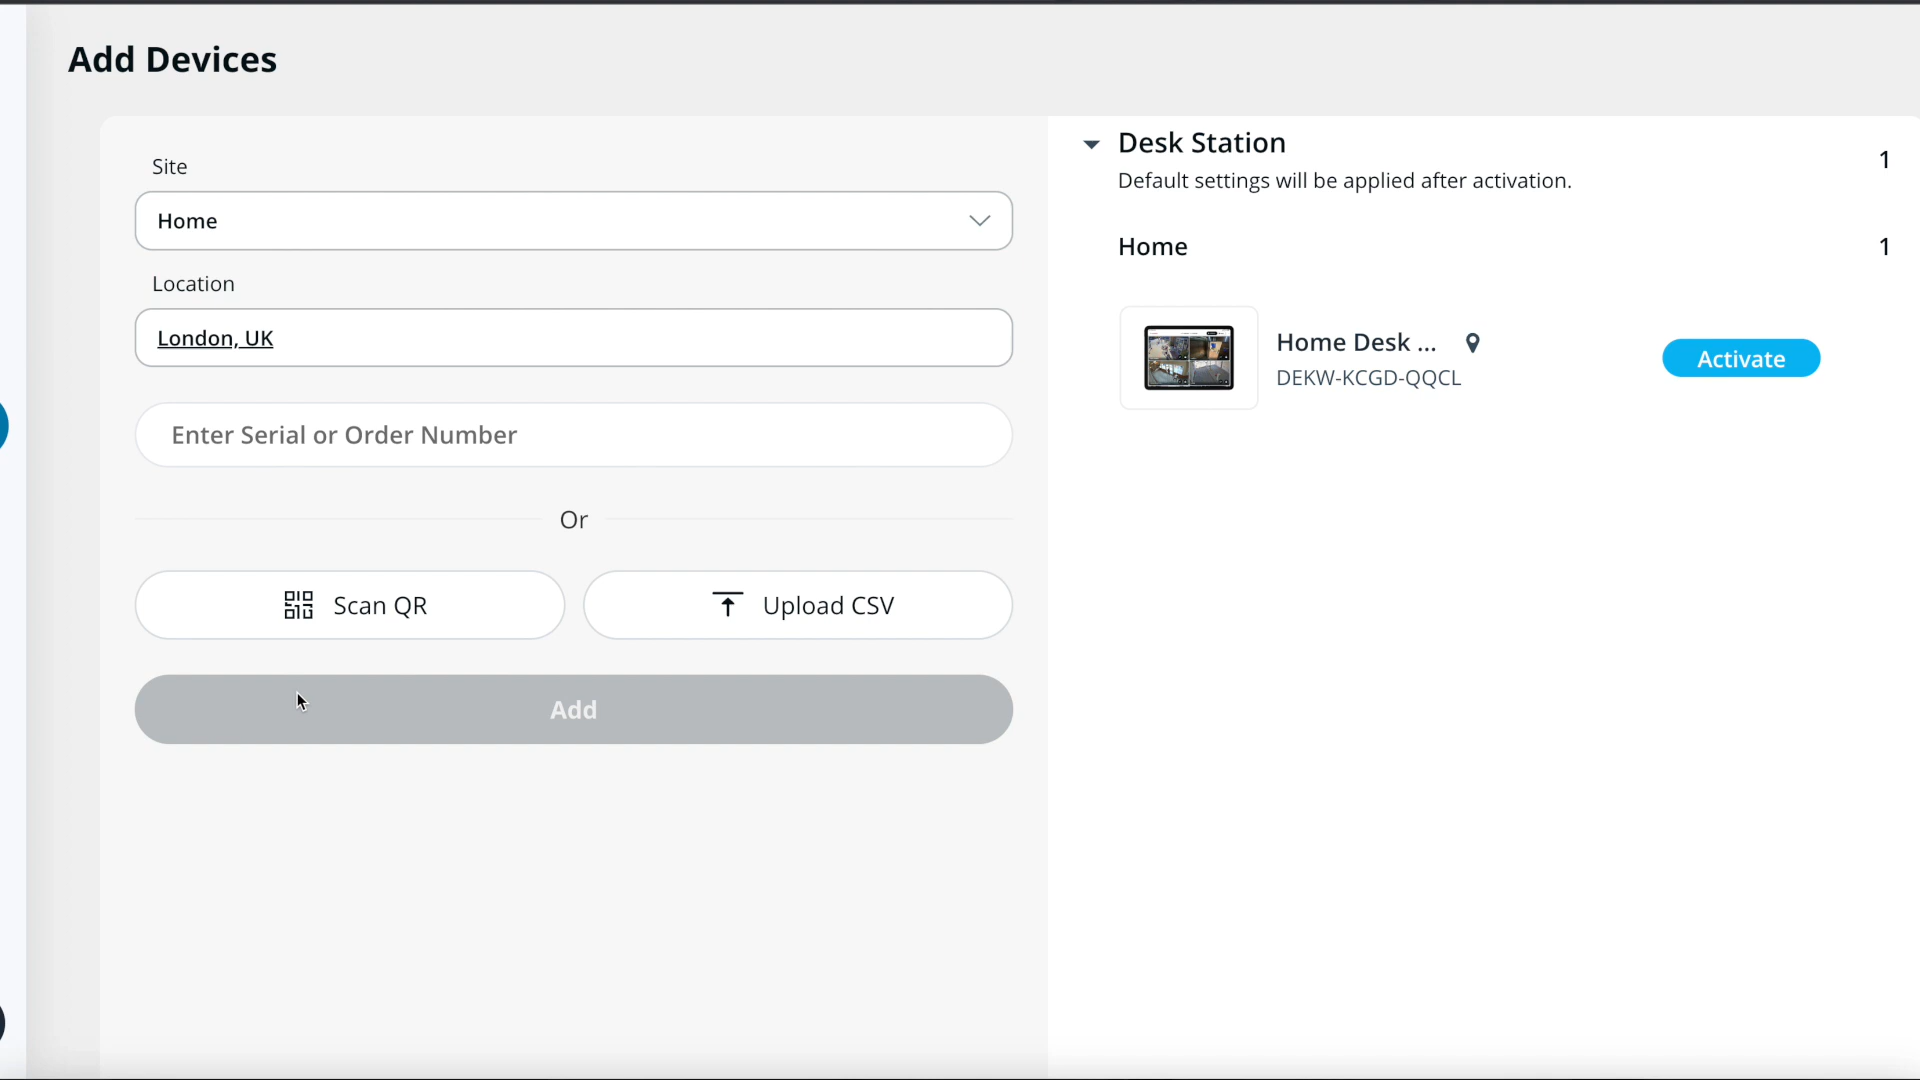 Add Devices
Site
Home
Location
London, UK
Enter Serial or Order Number
Or
Scan QR
Upload CSV
Add
Desk Station
1
Default settings will be applied after activation.
Home
1
Home Desk ...
DEKW-KCGD-QQCL
Activate